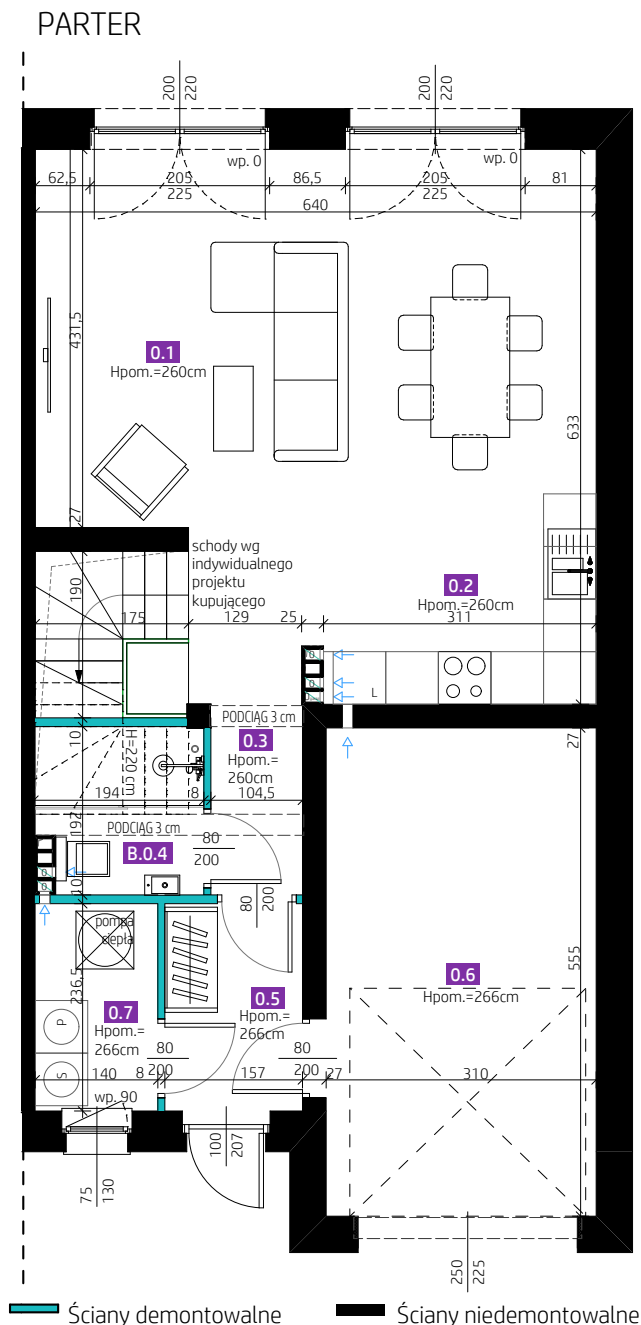 PARTER
200
220
200
220
wp. 0
wp. 0
62,5
205
225
86,5
205
225
81
640
431,5
0.1
Hpom.=260cm
633
27
schody wg
indywidualnego
projektu
kupującego
190
0.2
Hpom.=260cm
175
129
25
311
L
PODCIĄG 3 cm
0.3
Hpom.=
260cm
10
H=220 cm
27
194
8
104,5
192
PODCIĄG 3 cm
80
200
B.0.4
10
80
200
pompa
ciepła
236,5
0.5
Hpom.=
266cm
0.6
Hpom.=266cm
555
0.7
Hpom.=
266cm
P
S
80
200
80
200
140
8
157
27
310
wp. 90
100
207
75
130
250
225
Ściany demontowalne
Ściany niedemontowalne